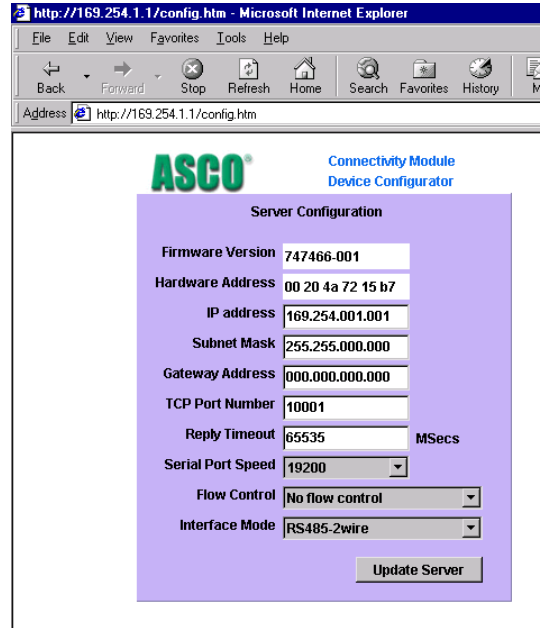 http://169.254.1.1/config.htm - Microsoft Internet Explorer
File Edit View Favorites Tools Help
Back Forward Stop Refresh Home Search Favorites History
Address http://169.254.1.1/config.htm
ASCO® Connectivity Module
Device Configurator
Server Configuration
Firmware Version 747466-001
Hardware Address 00 20 4a 72 15 b7
IP address 169.254.001.001
Subnet Mask 255.255.000.000
Gateway Address 000.000.000.000
TCP Port Number 10001
Reply Timeout 65535 MSecs
Serial Port Speed 19200
Flow Control No flow control
Interface Mode RS485-2wire
Update Server